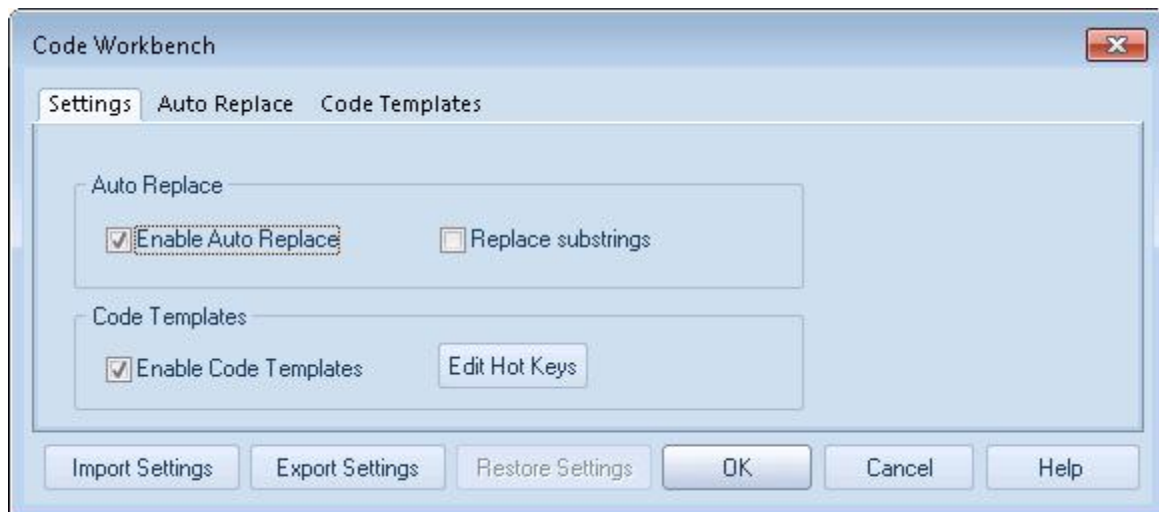 Code Workbench
Settings Auto Replace Code Templates
Auto Replace
Enable Auto Replace Replace substrings
Code Templates
Enable Code Templates Edit Hot Keys
Import Settings Export Settings Restore Settings OK Cancel Help